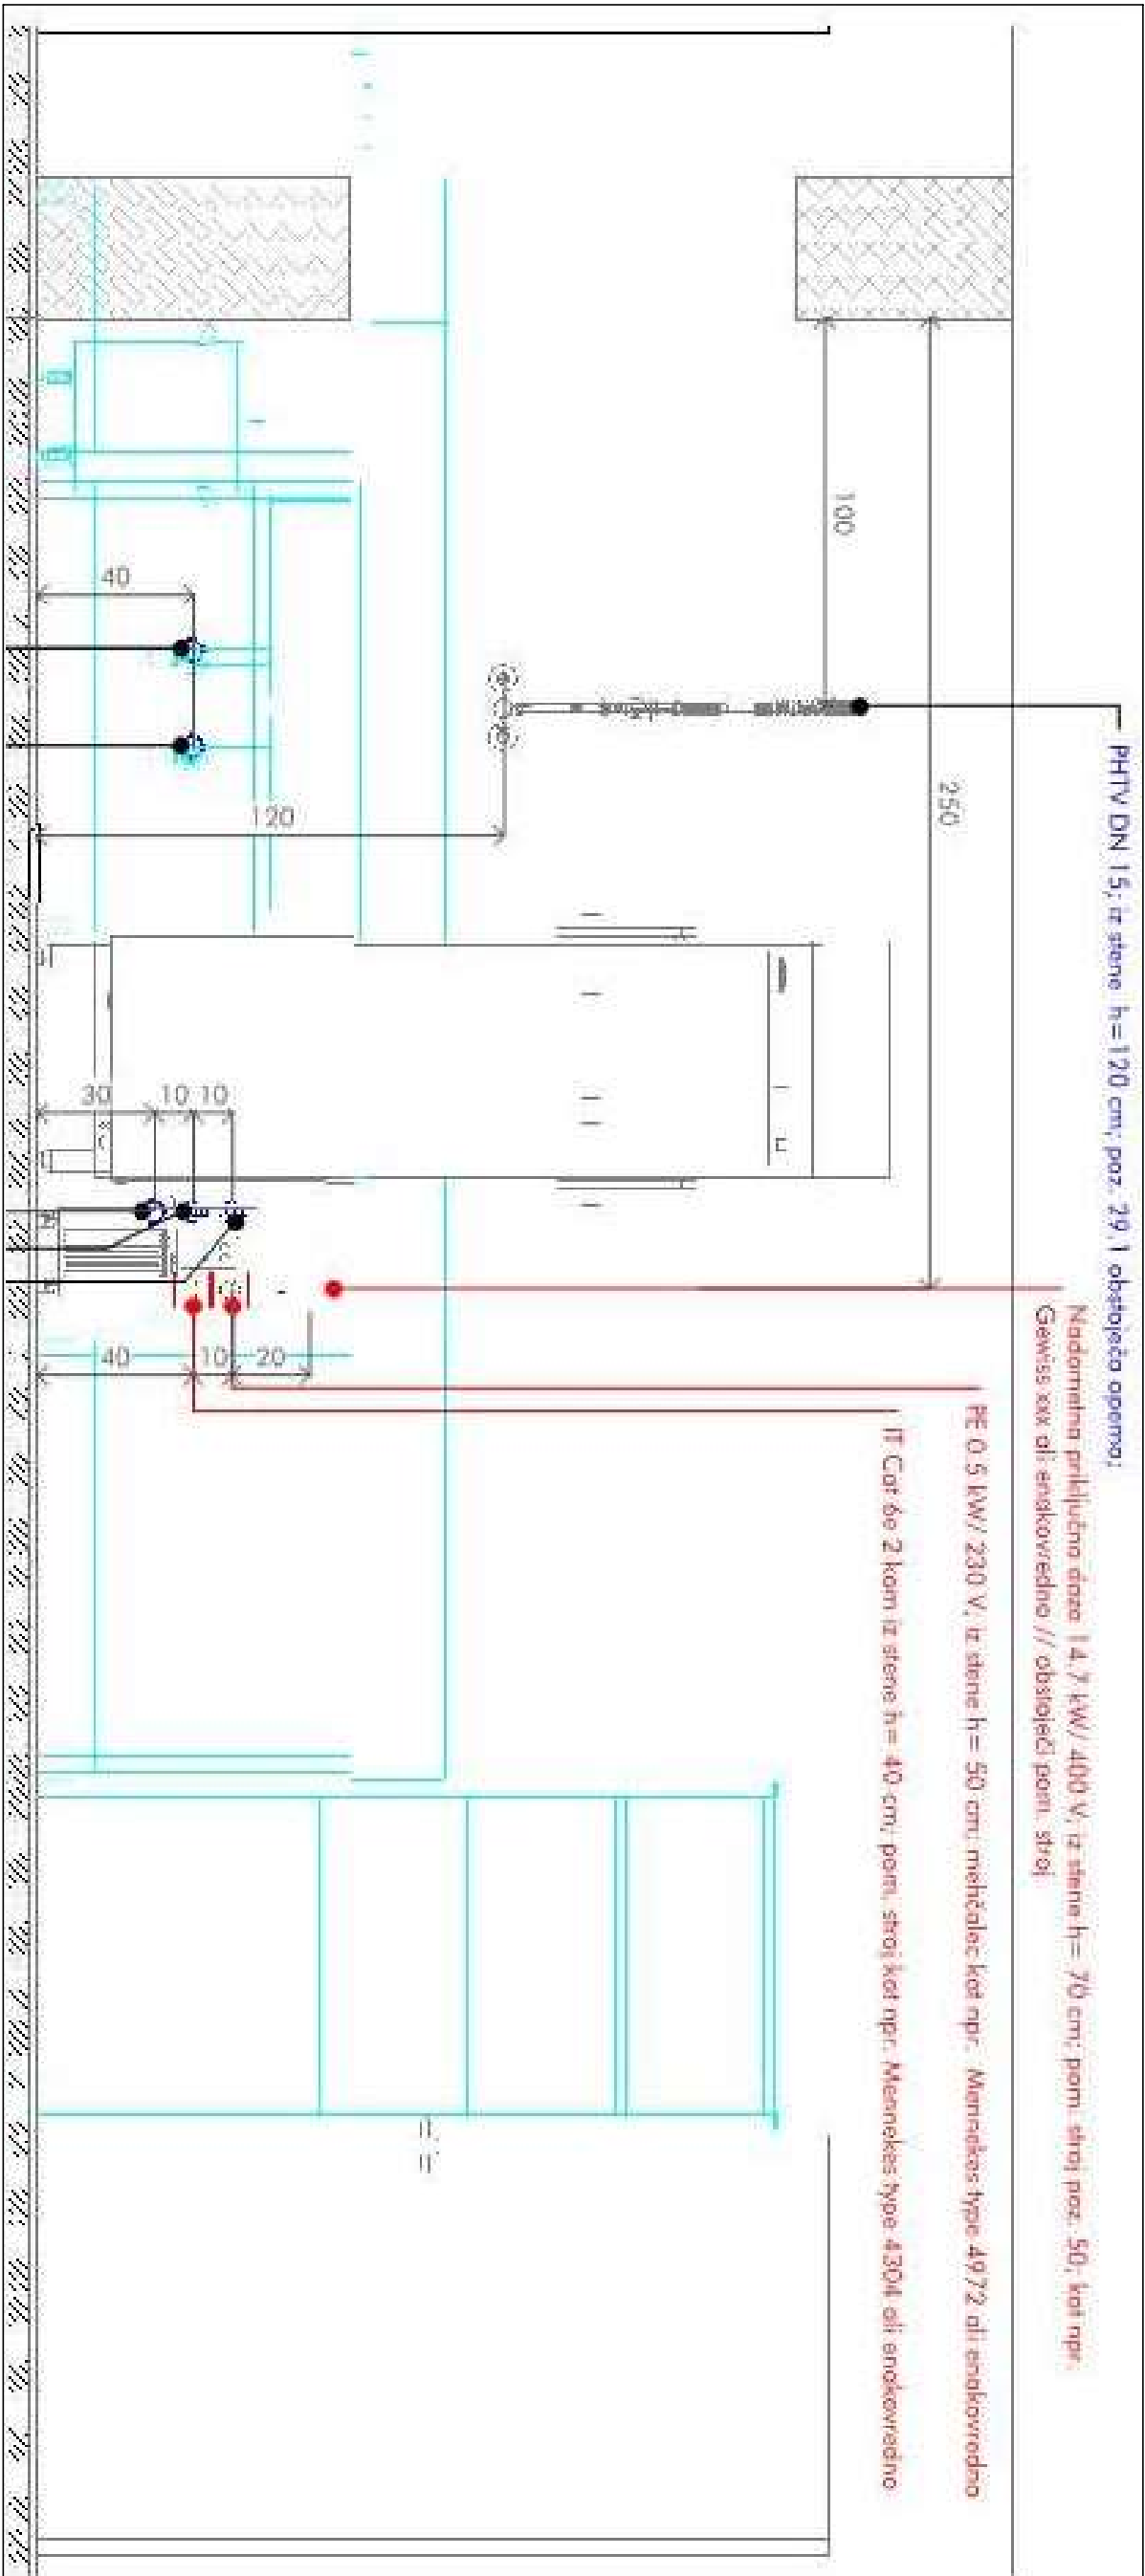 PHTV DN 15; iz stene h=120 cm; poz. 29.1 obstoječa oprema;
Nadometna priključna doza 14,7 kW/ 400 V, iz stene h= 70 cm; pom. stroj poz. 50; kot npr.
Gewiss xxx ali enakovredno // obstoječi pom. stroj
PE 0.5 kW/ 230 V, iz stene h= 50 cm; mehčalec kot npr. Mennekes type 4972 ali enakovredno
IT Cat 6e 2 kom iz stene h= 40 cm; pom. stroj kot npr. Mennekes type 4304 ali enakovredno
250
100
40
120
30
10
10
40
10
20